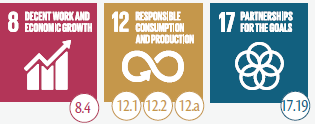 8 DECENT WORK AND
ECONOMIC GROWTH
8.4
12 RESPONSIBLE
CONSUMPTION
AND PRODUCTION
12.1 12.2 12.a
17 PARTNERSHIPS
FOR THE GOALS
17.19